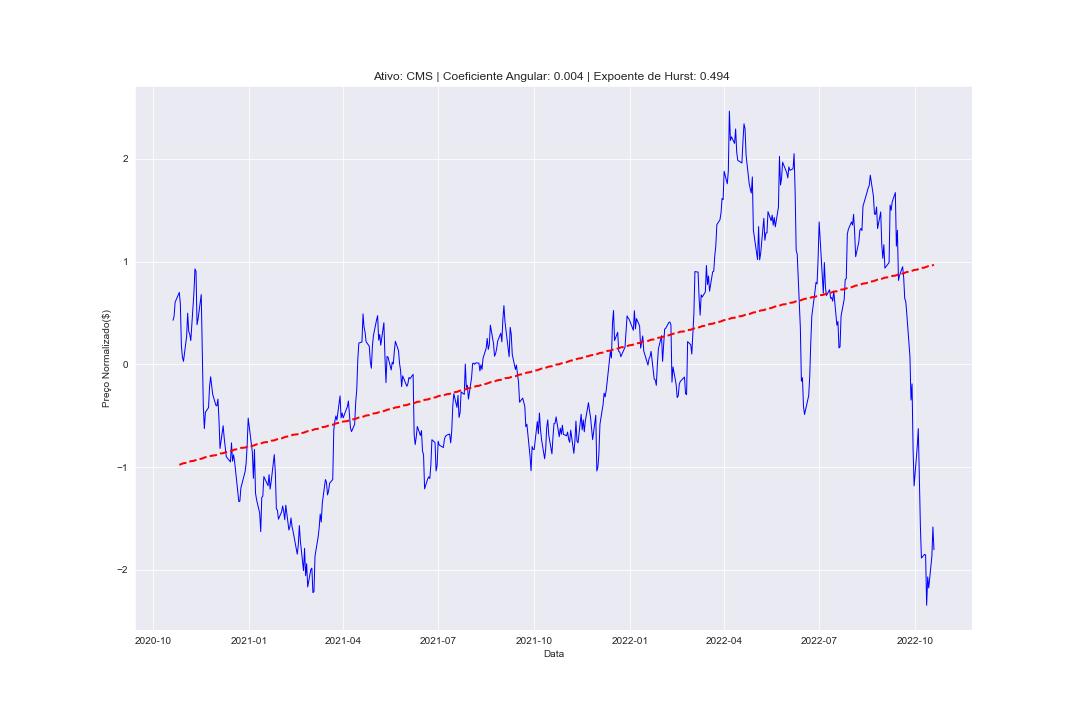 Ativo: CMS | Coeficiente Angular: 0.004 | Expoente de Hurst: 0.494
Preço Normalizado($)
2
1
0
−1
−2
2020-10 2021-01 2021-04 2021-07 2021-10 2022-01 2022-04 2022-07 2022-10
Data